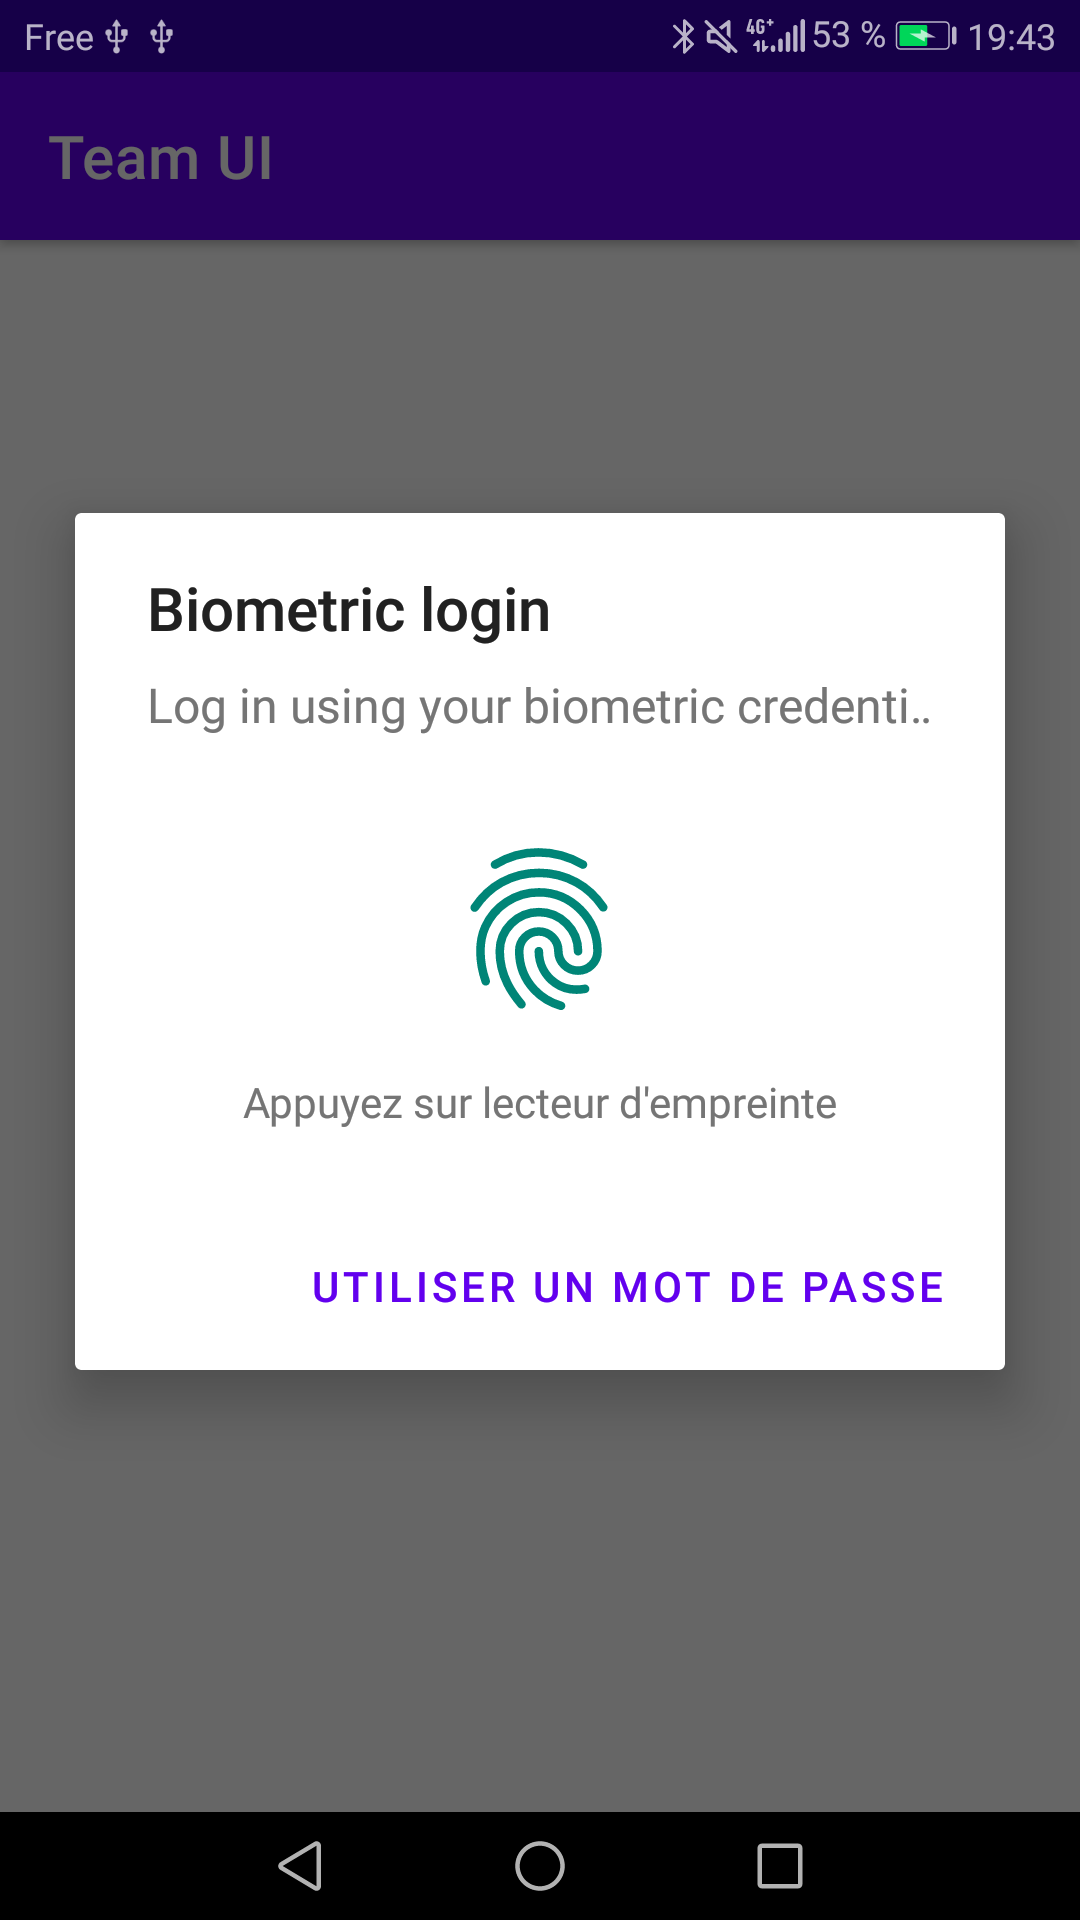 Free 4G+ 53 % 19:43
Team UI
Biometric login
Log in using your biometric credenti..
Appuyez sur lecteur d'empreinte
UTILISER UN MOT DE PASSE